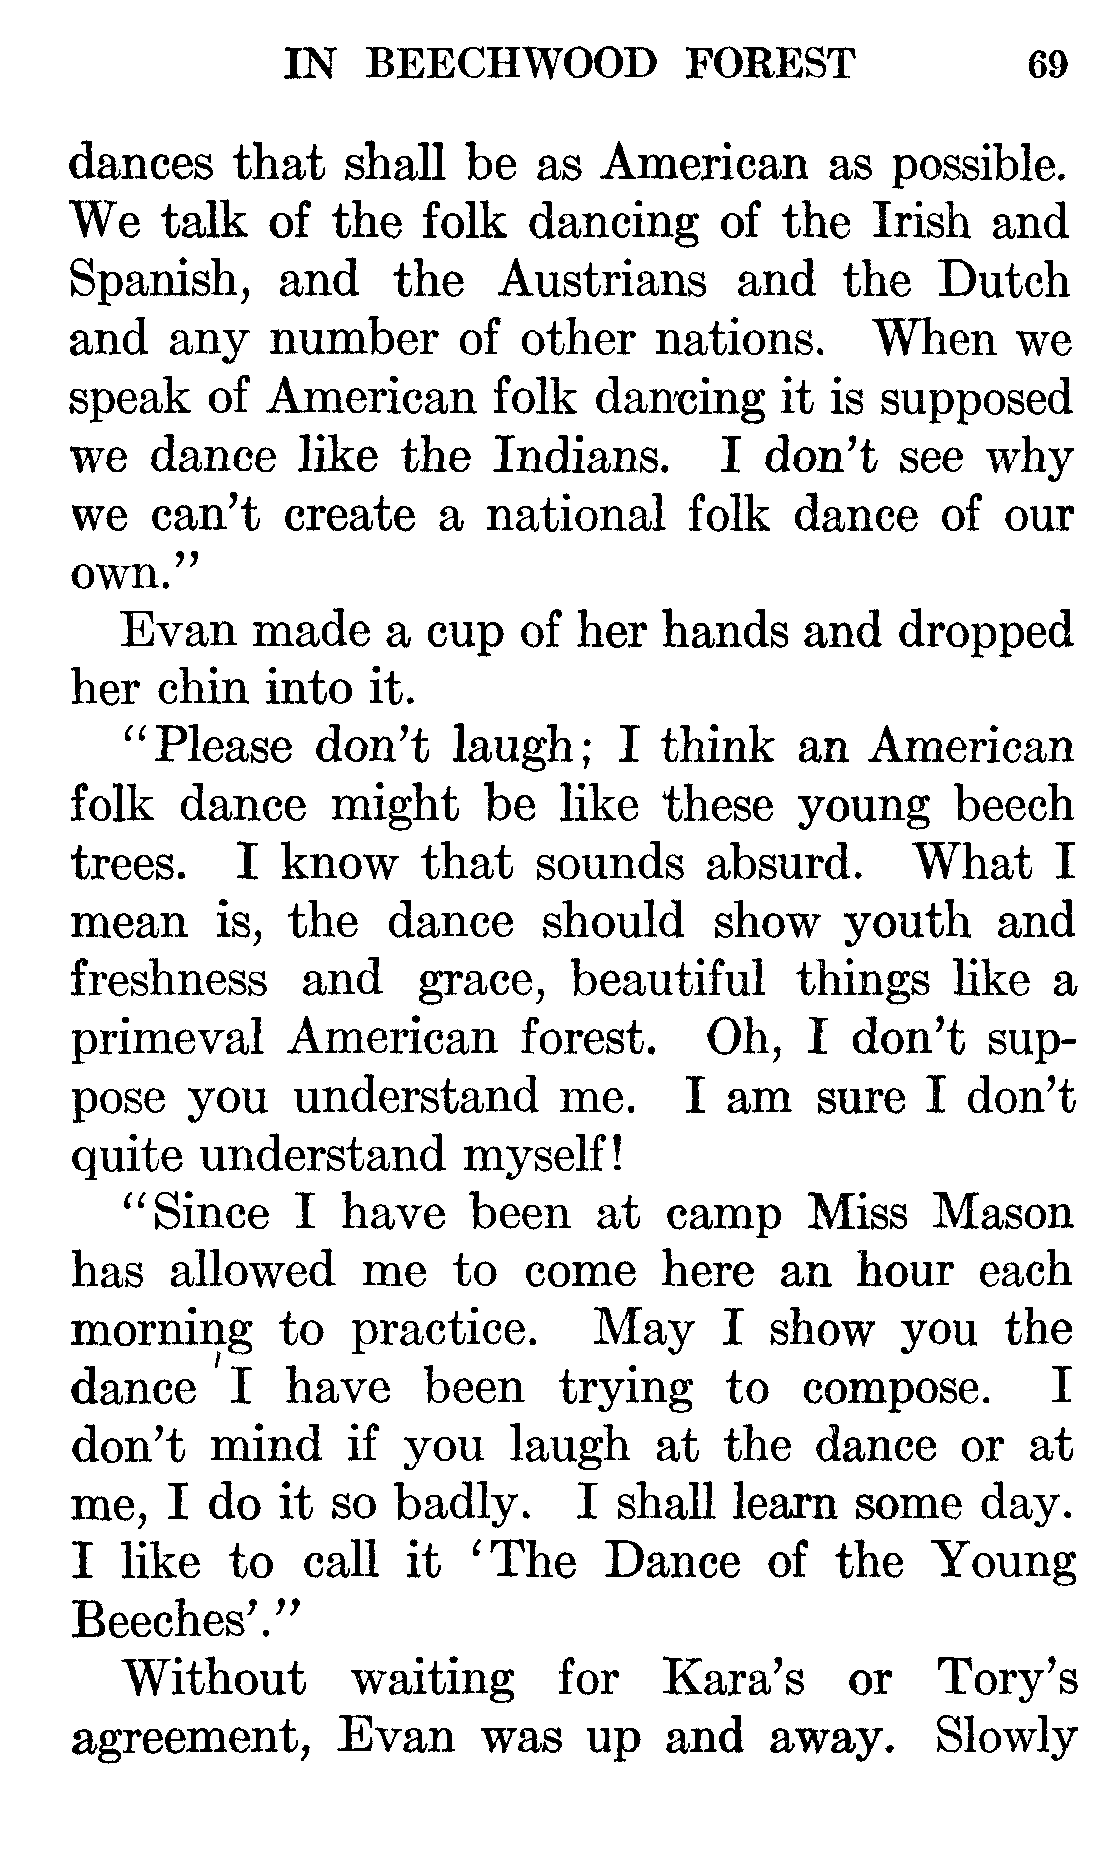 IN BEECHWOOD FOREST 69
dances that shall be as American as possible.
We talk of the folk dancing of the Irish and
Spanish, and the Austrians and the Dutch
and any number of other nations. When we
speak of American folk dancing it is supposed
we dance like the Indians. I don't see why
we can't create a national folk dance of our
own."
Evan made a cup of her hands and dropped
her chin into it.
"Please don't laugh; I think an American
folk dance might be like these young beech
trees. I know that sounds absurd. What I
mean is, the dance should show youth and
freshness and grace, beautiful things like a
primeval American forest. Oh, I don't sup-
pose you understand me. I am sure I don't
quite understand myself!
"Since I have been at camp Miss Mason
has allowed me to come here an hour each
morning to practice. May I show you the
dance I have been trying to compose. I
don't mind if you laugh at the dance or at
me, I do it so badly. I shall learn some day.
I like to call it 'The Dance of the Young
Beeches'."
Without waiting for Kara's or Tory's
agreement, Evan was up and away. Slowly